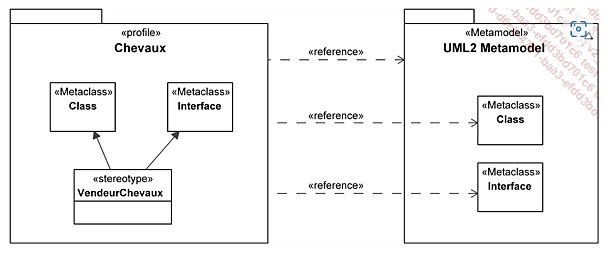 «profile»
Chevaux
«Metaclass»
Class
«Metaclass»
Interface
«stereotype»
VendeurChevaux
«reference»
«reference»
«reference»
«Metamodel»
UML2 Metamodel
«Metaclass»
Class
«Metaclass»
Interface